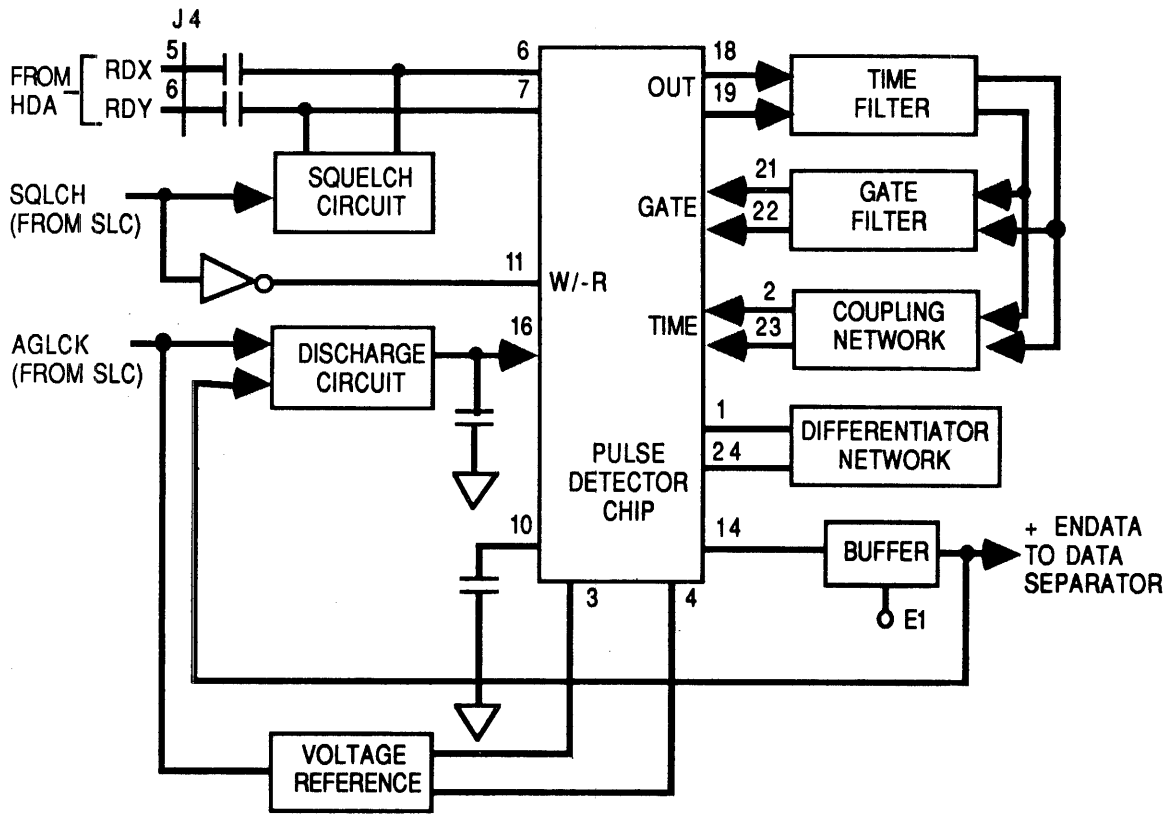 J4
FROM
HDA
RDX
5
RDY
6
6
7
SQUELCH
CIRCUIT
SQLCH
(FROM SLC)
11
W/-R
AGLCK
(FROM SLC)
DISCHARGE
CIRCUIT
16
10
3
4
VOLTAGE
REFERENCE
PULSE
DETECTOR
CHIP
OUT
18
19
TIME
FILTER
GATE
21
22
GATE
FILTER
TIME
2
23
COUPLING
NETWORK
1
24
DIFFERENTIATOR
NETWORK
14
BUFFER
E1
+ ENDATA
TO DATA
SEPARATOR